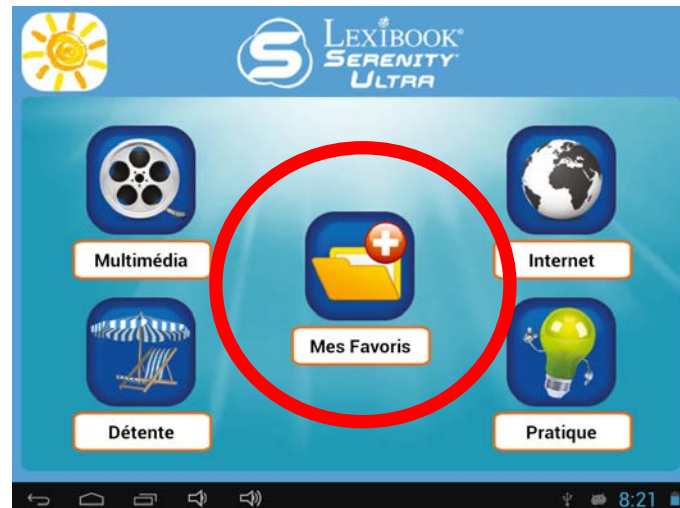 LEXIBOOK®
SERENITY
ULTRA
Multimédia
Internet
Mes Favoris
Détente
Pratique
8:21